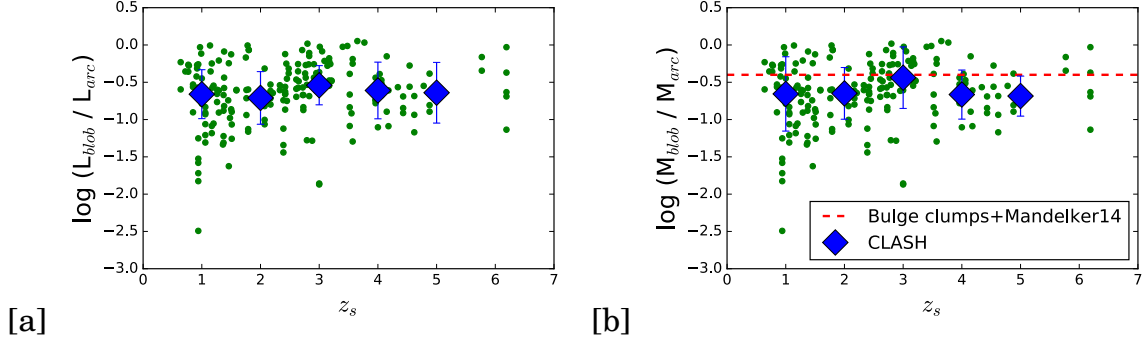 log (L_blob / L_arc)
0.5
0.0
−0.5
−1.0
−1.5
−2.0
−2.5
−3.0
0 1 2 3 4 5 6 7
z_s
[a]
log (M_blob / M_arc)
0.5
0.0
−0.5
−1.0
−1.5
−2.0
−2.5
−3.0
Bulge clumps+Mandelker14
CLASH
0 1 2 3 4 5 6 7
z_s
[b]